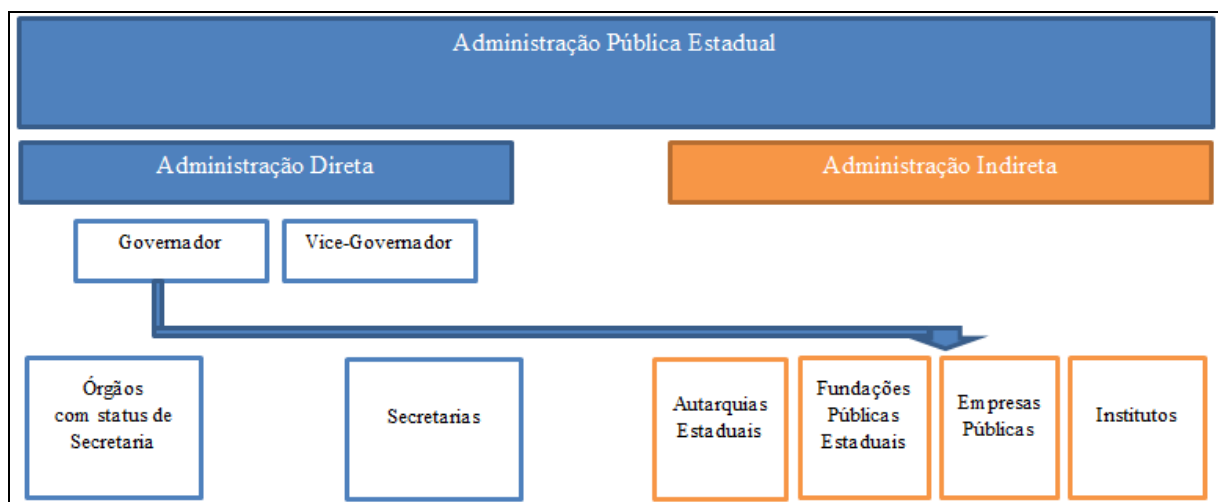 Administração Pública Estadual
Administração Direta
Administração Indireta
Governador
Vice-Governador
Órgãos
com status de
Secretaria
Secretarias
Autarquias
Estaduais
Fundações
Públicas
Estaduais
Empresas
Públicas
Institutos